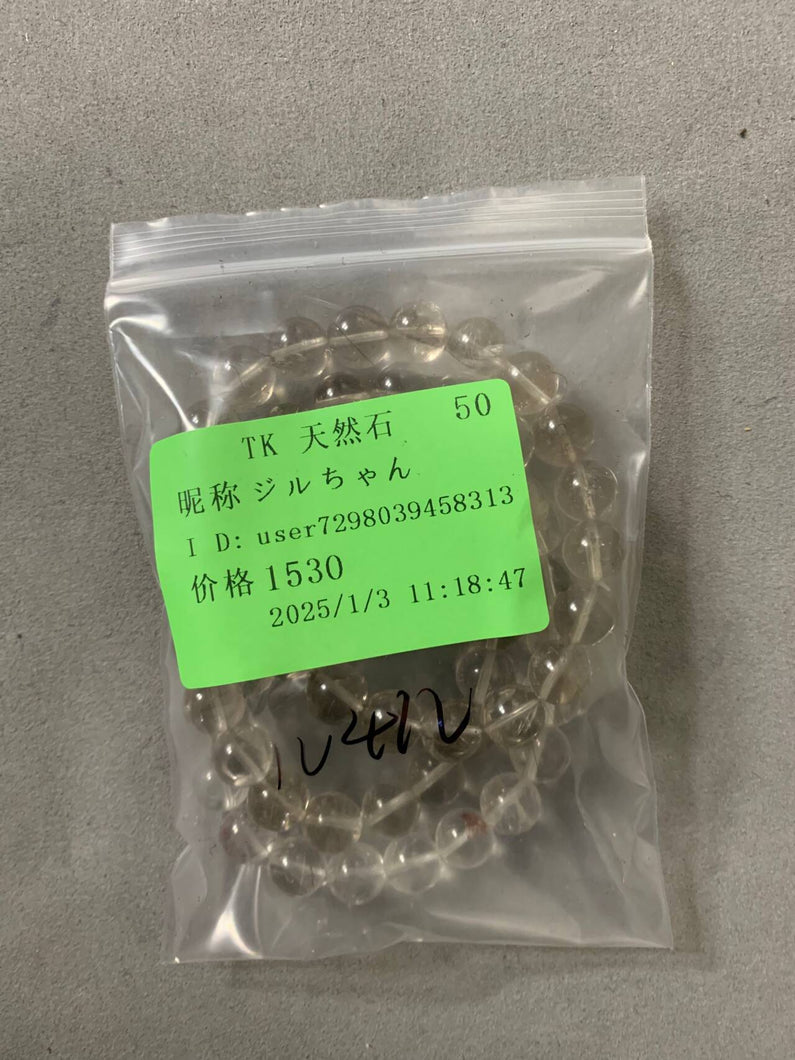 TK 天然石 50
昵称 ジルちゃん
ID: user7298039458313
价格 1530
2025/1/3 11:18:47